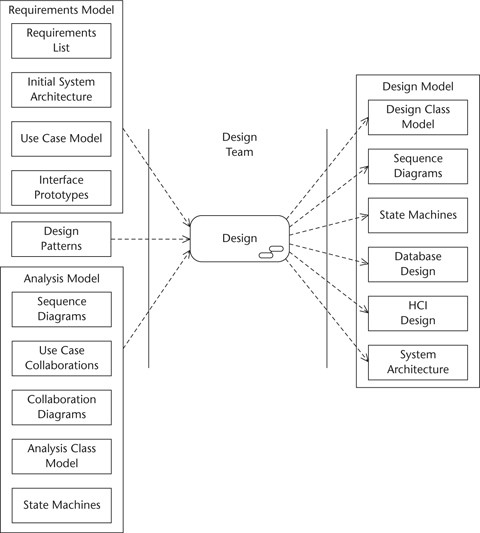 Requirements Model
Requirements
List
Initial System
Architecture
Use Case Model
Interface
Prototypes
Design
Patterns
Analysis Model
Sequence
Diagrams
Use Case
Collaborations
Collaboration
Diagrams
Analysis Class
Model
State Machines
Design
Team
Design
Design Model
Design Class
Model
Sequence
Diagrams
State Machines
Database
Design
HCI
Design
System
Architecture